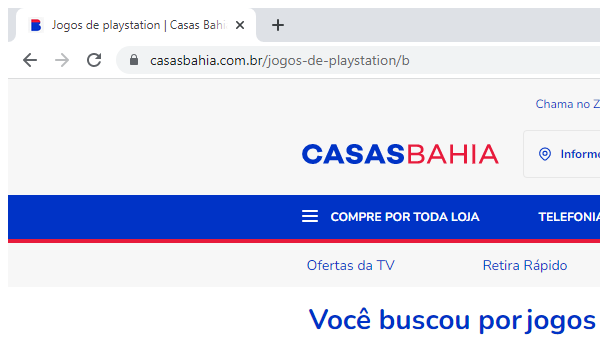 Jogos de playstation | Casas Bahi
casasbahia.com.br/jogos-de-playstation/b
Chama no Z
CASASBAHIA
Inform
COMPRE POR TODA LOJA TELEFONIA
Ofertas da TV Retira Rápido
Você buscou por jogos